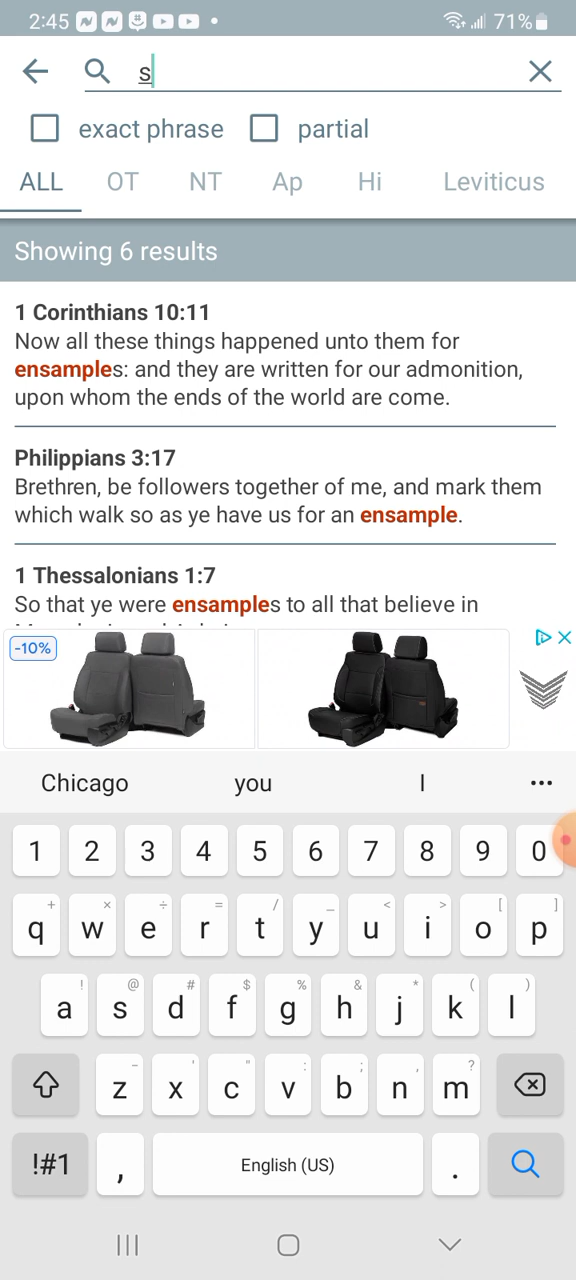 2:45 71%
s
exact phrase partial
ALL OT NT Ap Hi Leviticus
Showing 6 results
1 Corinthians 10:11
Now all these things happened unto them for
ensamples: and they are written for our admonition,
upon whom the ends of the world are come.
Philippians 3:17
Brethren, be followers together of me, and mark them
which walk so as ye have us for an ensample.
1 Thessalonians 1:7
So that ye were ensamples to all that believe in
-10%
Chicago you I ...
1 2 3 4 5 6 7 8 9 0
+ × ÷ = / _ < > [ ]
q w e r t y u i o p
! @ # $ % & * ( )
a s d f g h j k l
- ' " : ; , ?
z x c v b n m
!#1 , English (US) .